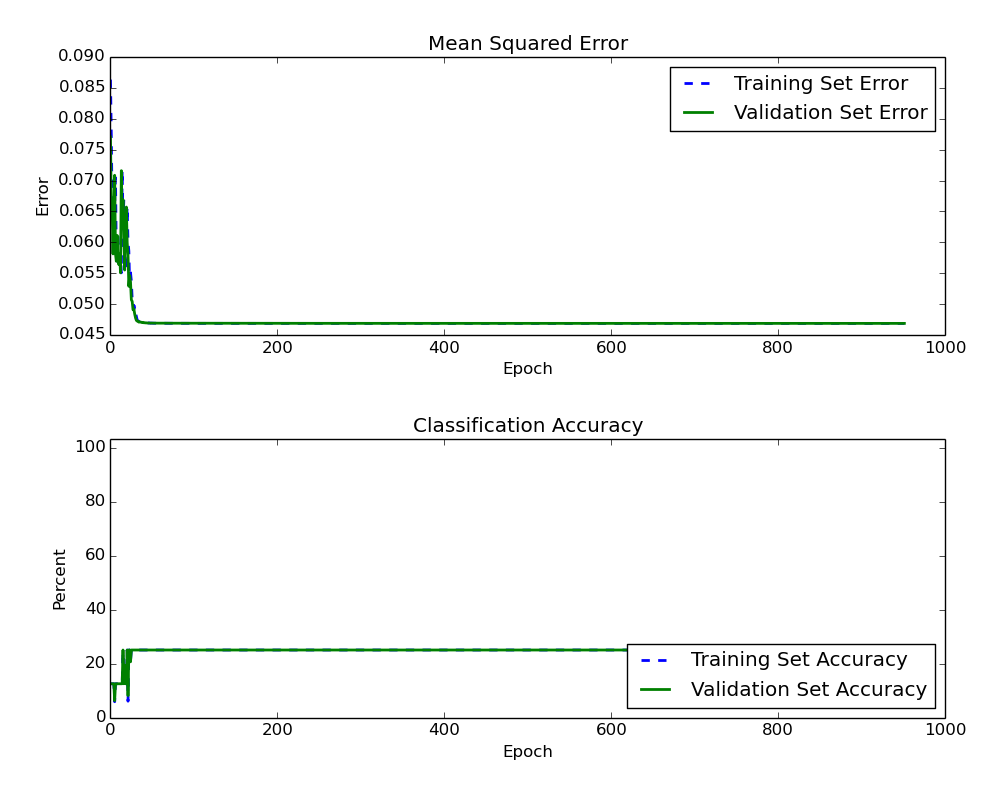 Mean Squared Error
0.090
0.085
0.080
0.075
0.070
0.065
0.060
0.055
0.050
0.045
Error
Training Set Error
Validation Set Error
0 200 400 600 800 1000
Epoch
Classification Accuracy
100
80
60
40
20
0
Percent
Training Set Accuracy
Validation Set Accuracy
0 200 400 600 800 1000
Epoch